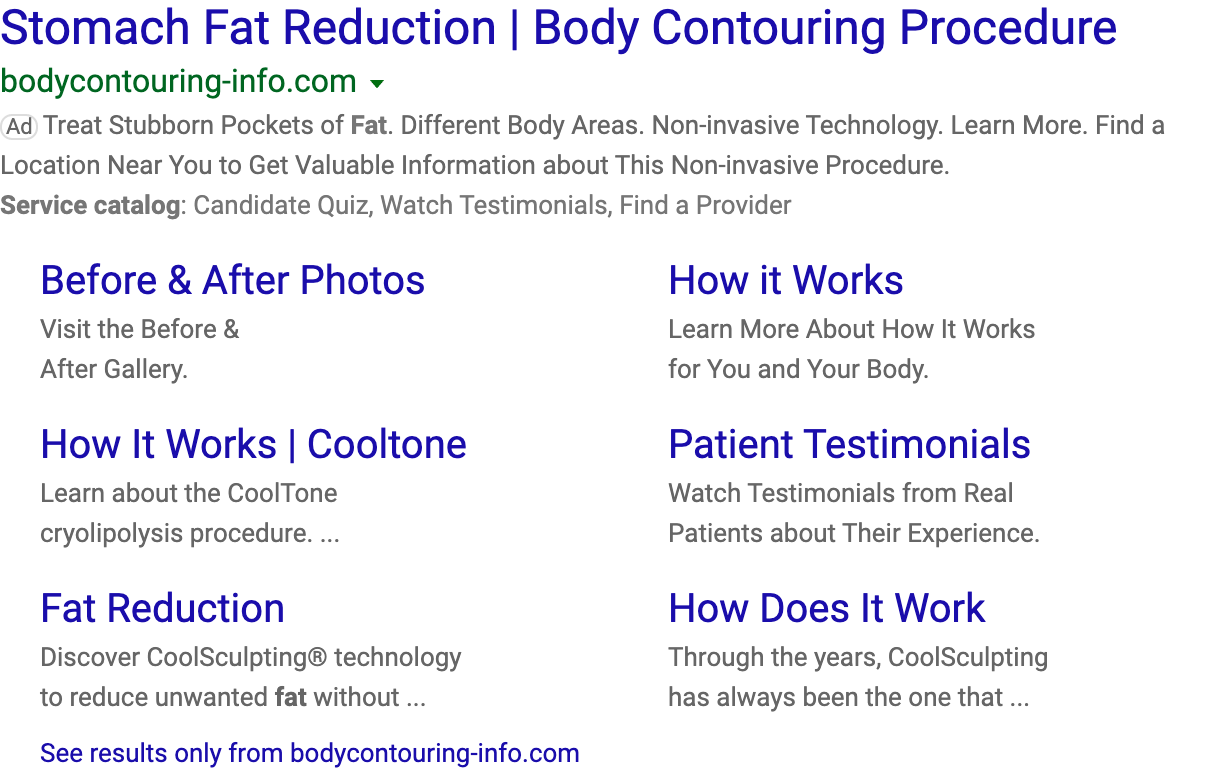 Stomach Fat Reduction | Body Contouring Procedure
bodycontouring-info.com
Ad Treat Stubborn Pockets of Fat. Different Body Areas. Non-invasive Technology. Learn More. Find a
Location Near You to Get Valuable Information about This Non-invasive Procedure.
Service catalog: Candidate Quiz, Watch Testimonials, Find a Provider
Before & After Photos
Visit the Before &
After Gallery.
How it Works
Learn More About How It Works
for You and Your Body.
How It Works | Cooltone
Learn about the CoolTone
cryolipolysis procedure. ...
Patient Testimonials
Watch Testimonials from Real
Patients about Their Experience.
Fat Reduction
Discover CoolSculpting® technology
to reduce unwanted fat without ...
How Does It Work
Through the years, CoolSculpting
has always been the one that ...
See results only from bodycontouring-info.com